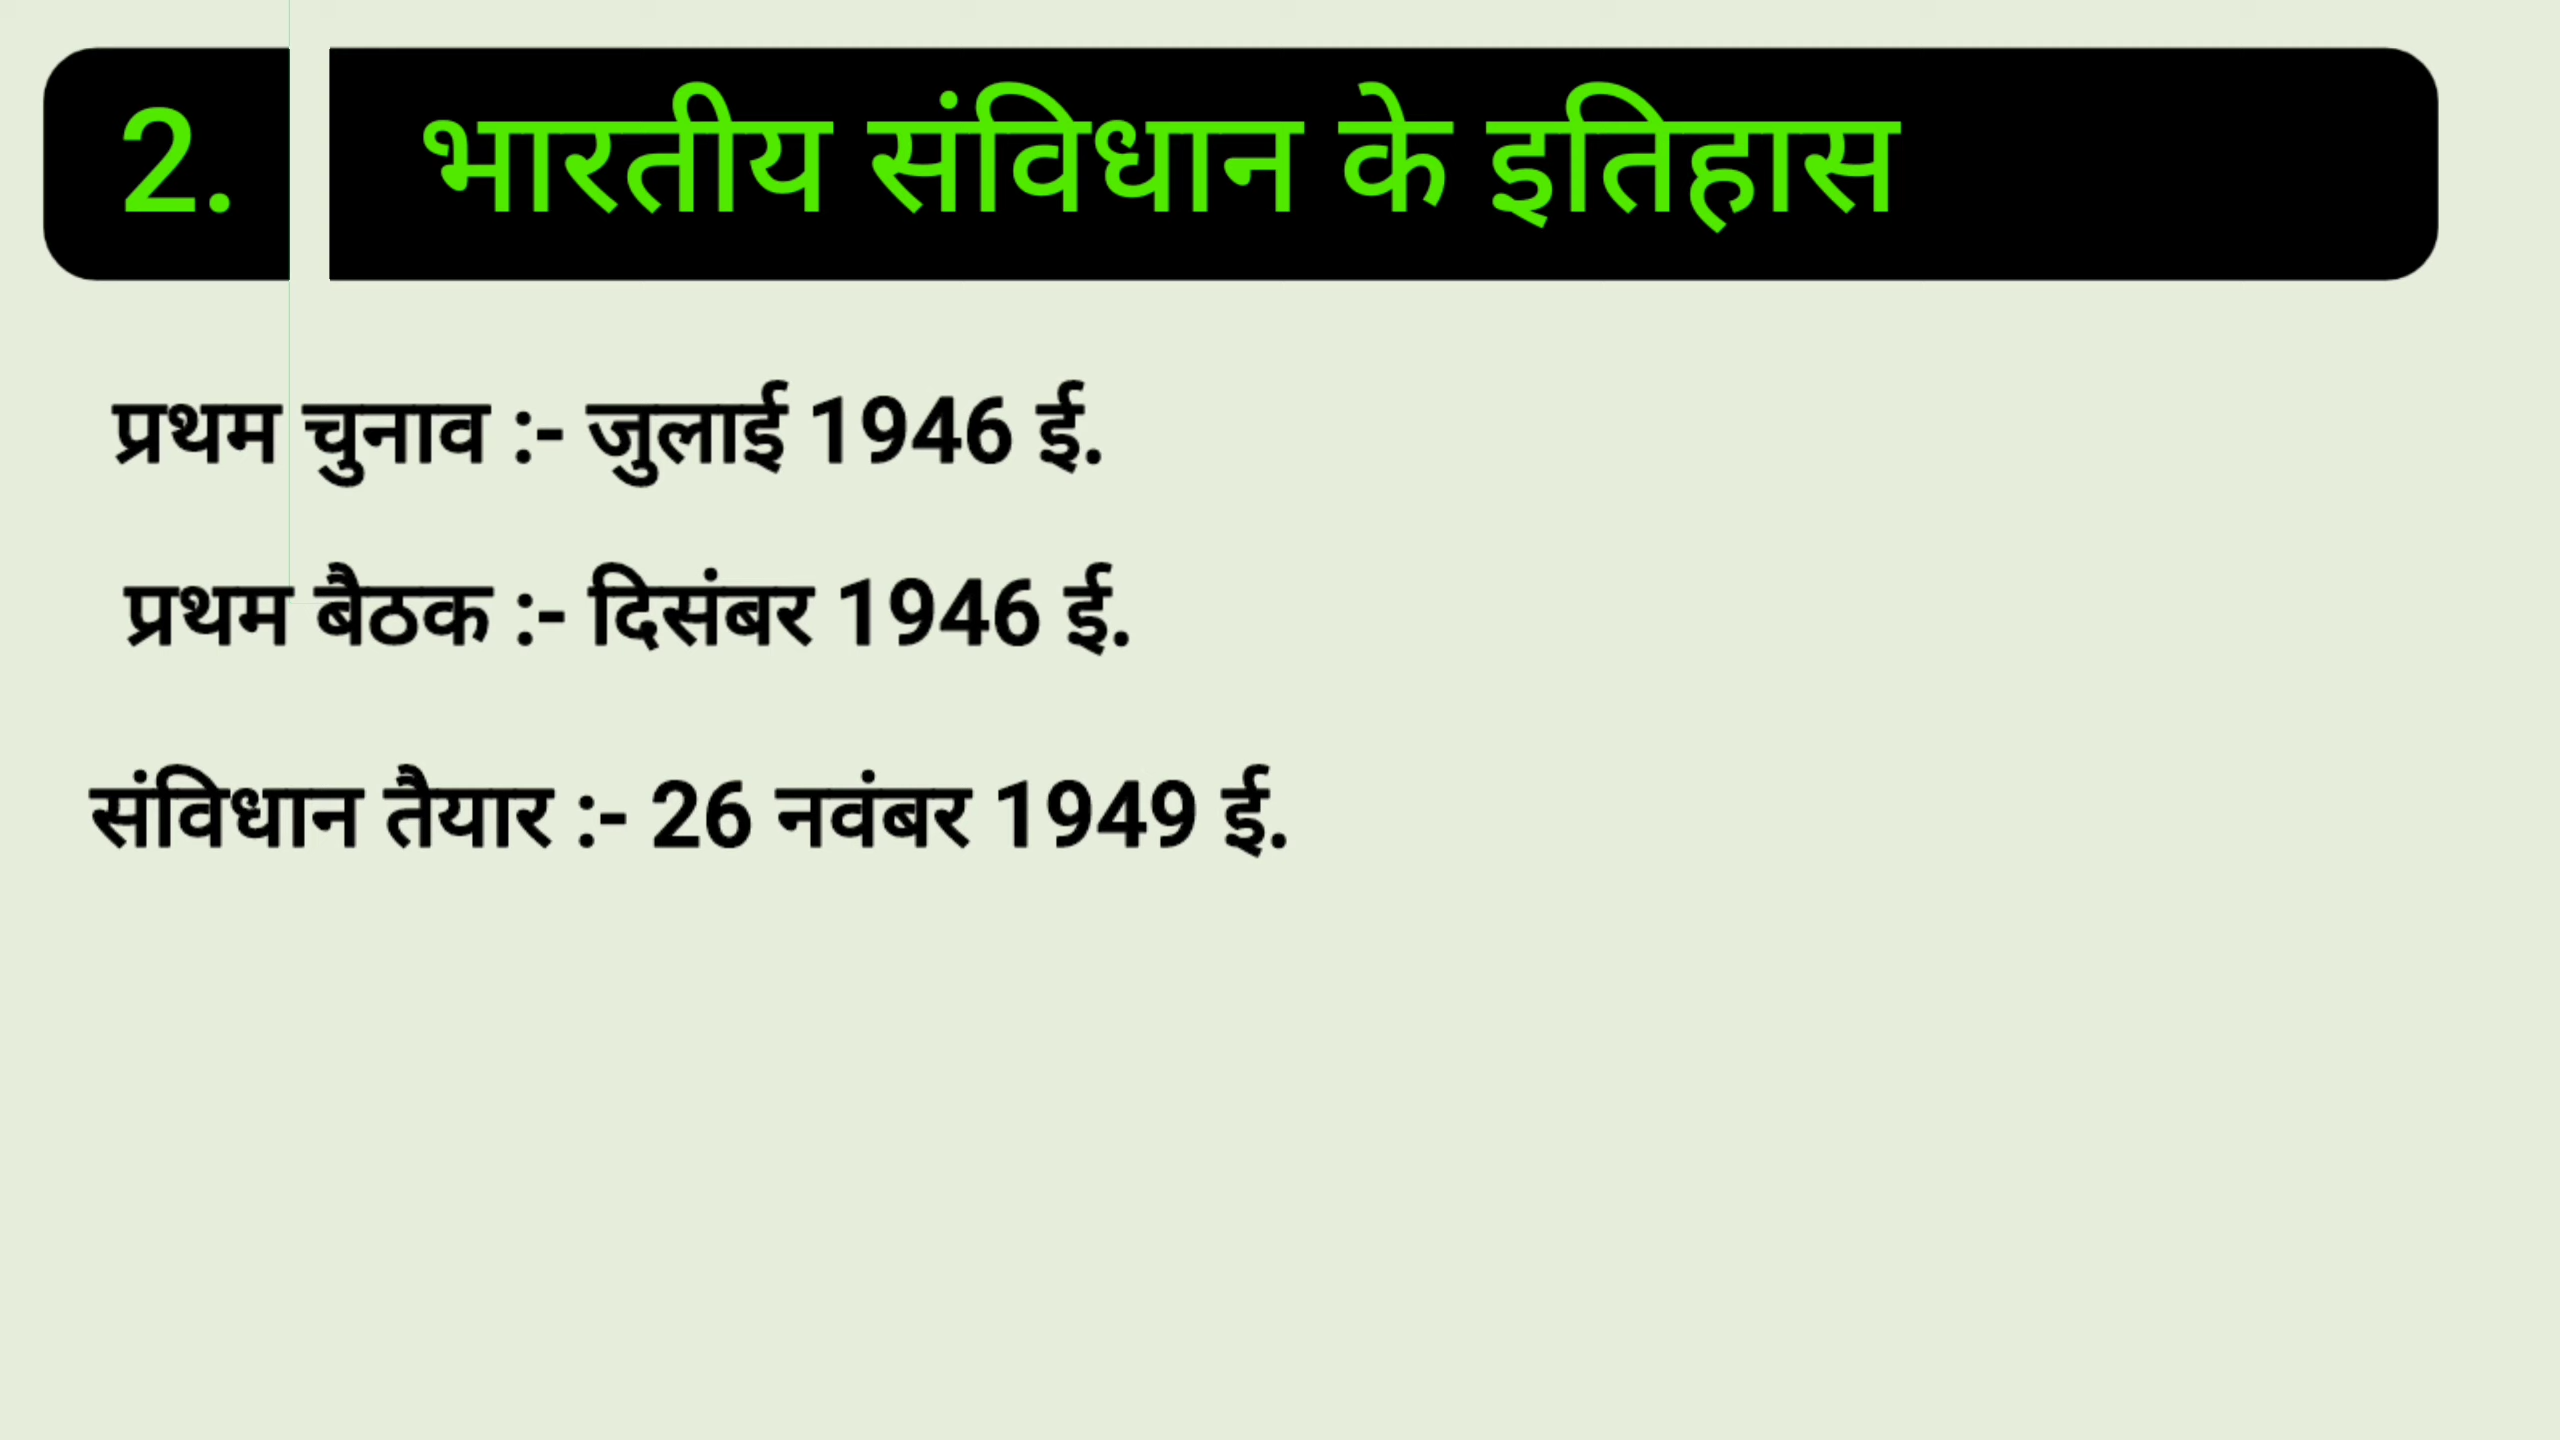 2. भारतीय संविधान के इतिहास
प्रथम चुनाव :- जुलाई 1946 ई.
प्रथम बैठक :- दिसंबर 1946 ई.
संविधान तैयार :- 26 नवंबर 1949 ई.